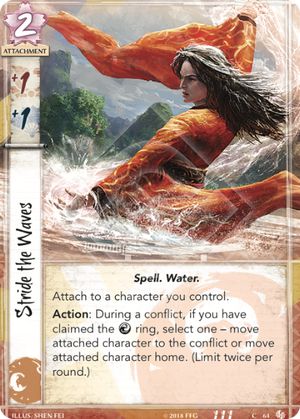 2
ATTACHMENT
+1
+1
Stride the Waves
Spell. Water.
Attach to a character you control.
Action: During a conflict, if you have
claimed the ring, select one – move
attached character to the conflict or move
attached character home. (Limit twice per
round.)
ILLUS: SHEN FEI
© 2018 FFG
111
C 64